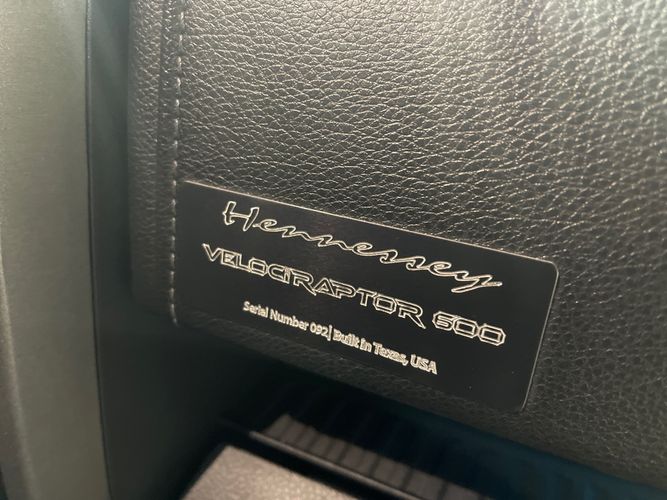 Hennessey
VELOCIRAPTOR 600
Serial Number 092| Built in Texas, USA